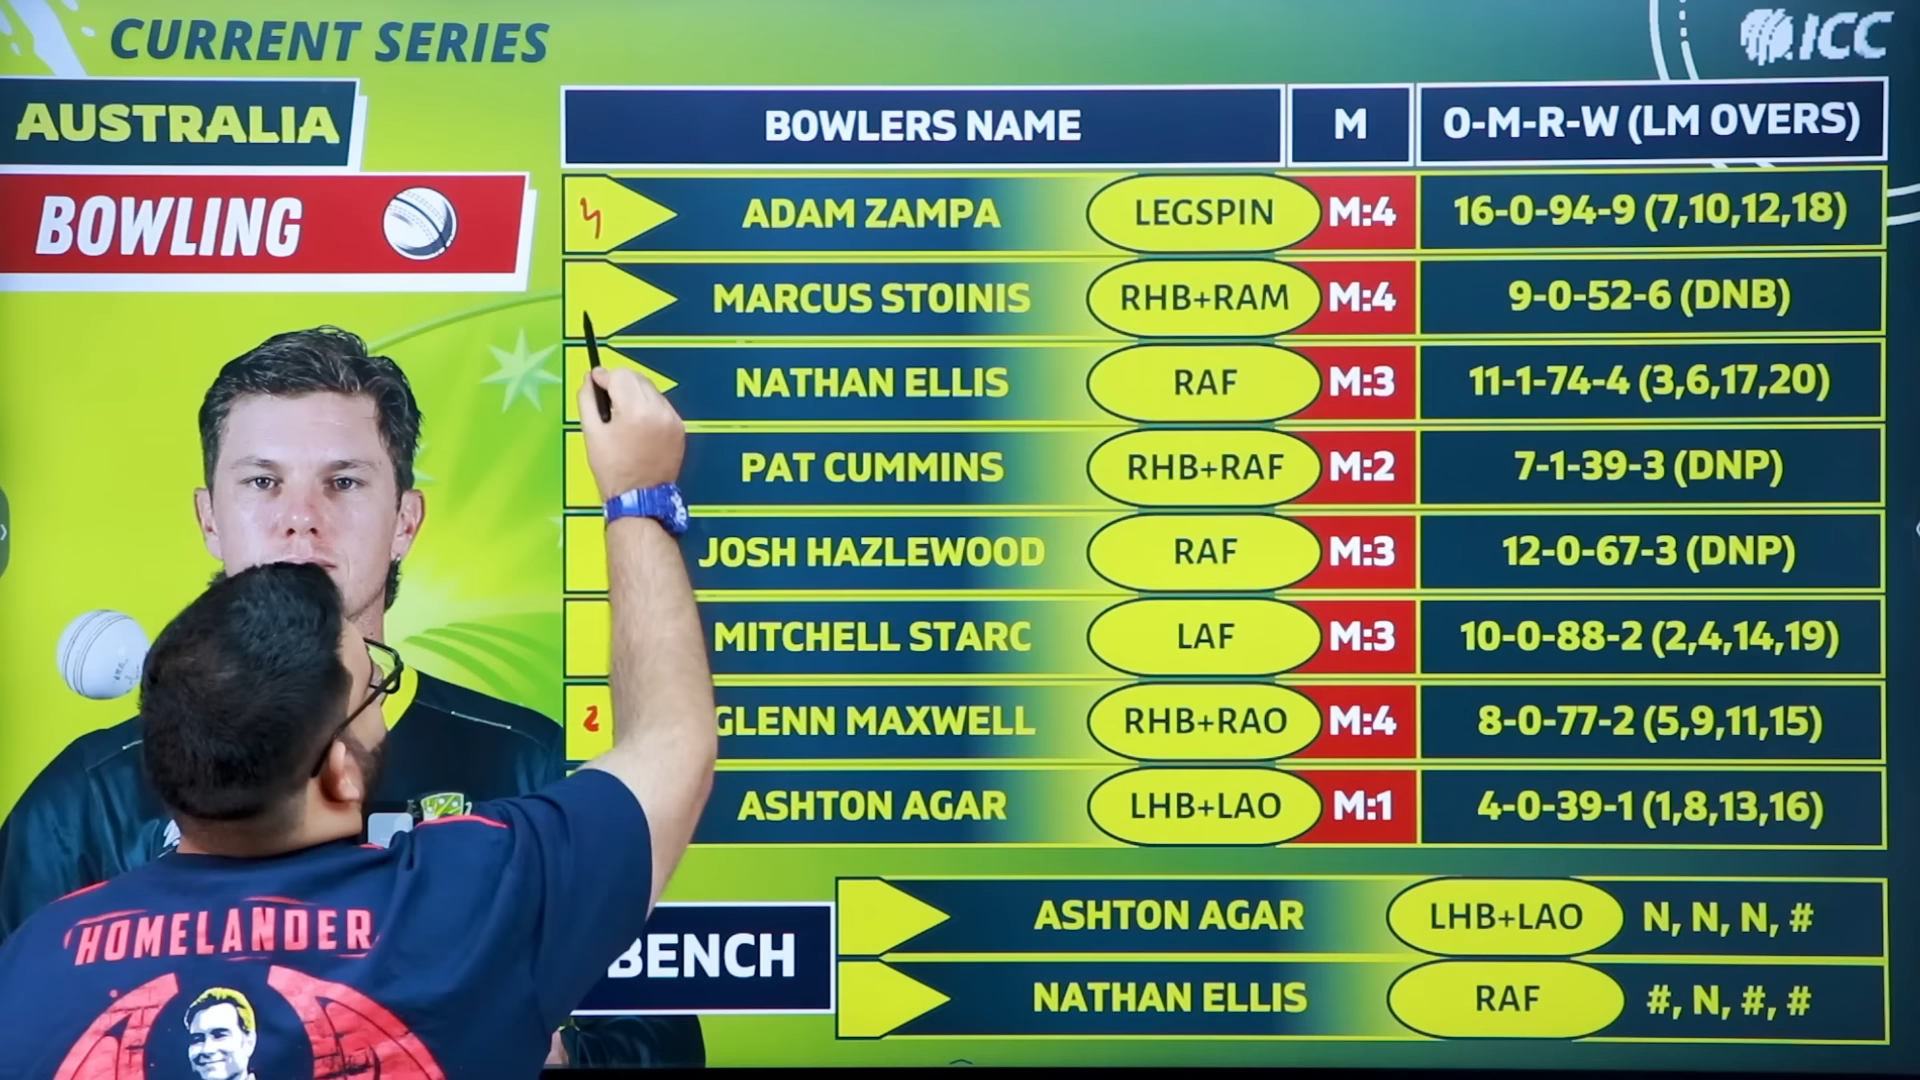 CURRENT SERIES
ICC
AUSTRALIA
BOWLING
BOWLERS NAME M O-M-R-W (LM OVERS)
ADAM ZAMPA LEGSPIN M:4 16-0-94-9 (7,10,12,18)
MARCUS STOINIS RHB+RAM M:4 9-0-52-6 (DNB)
NATHAN ELLIS RAF M:3 11-1-74-4 (3,6,17,20)
PAT CUMMINS RHB+RAF M:2 7-1-39-3 (DNP)
JOSH HAZLEWOOD RAF M:3 12-0-67-3 (DNP)
MITCHELL STARC LAF M:3 10-0-88-2 (2,4,14,19)
2 GLENN MAXWELL RHB+RAO M:4 8-0-77-2 (5,9,11,15)
ASHTON AGAR LHB+LAO M:1 4-0-39-1 (1,8,13,16)
BENCH
ASHTON AGAR LHB+LAO N, N, N, #
NATHAN ELLIS RAF #, N, #, #
HOMELANDER